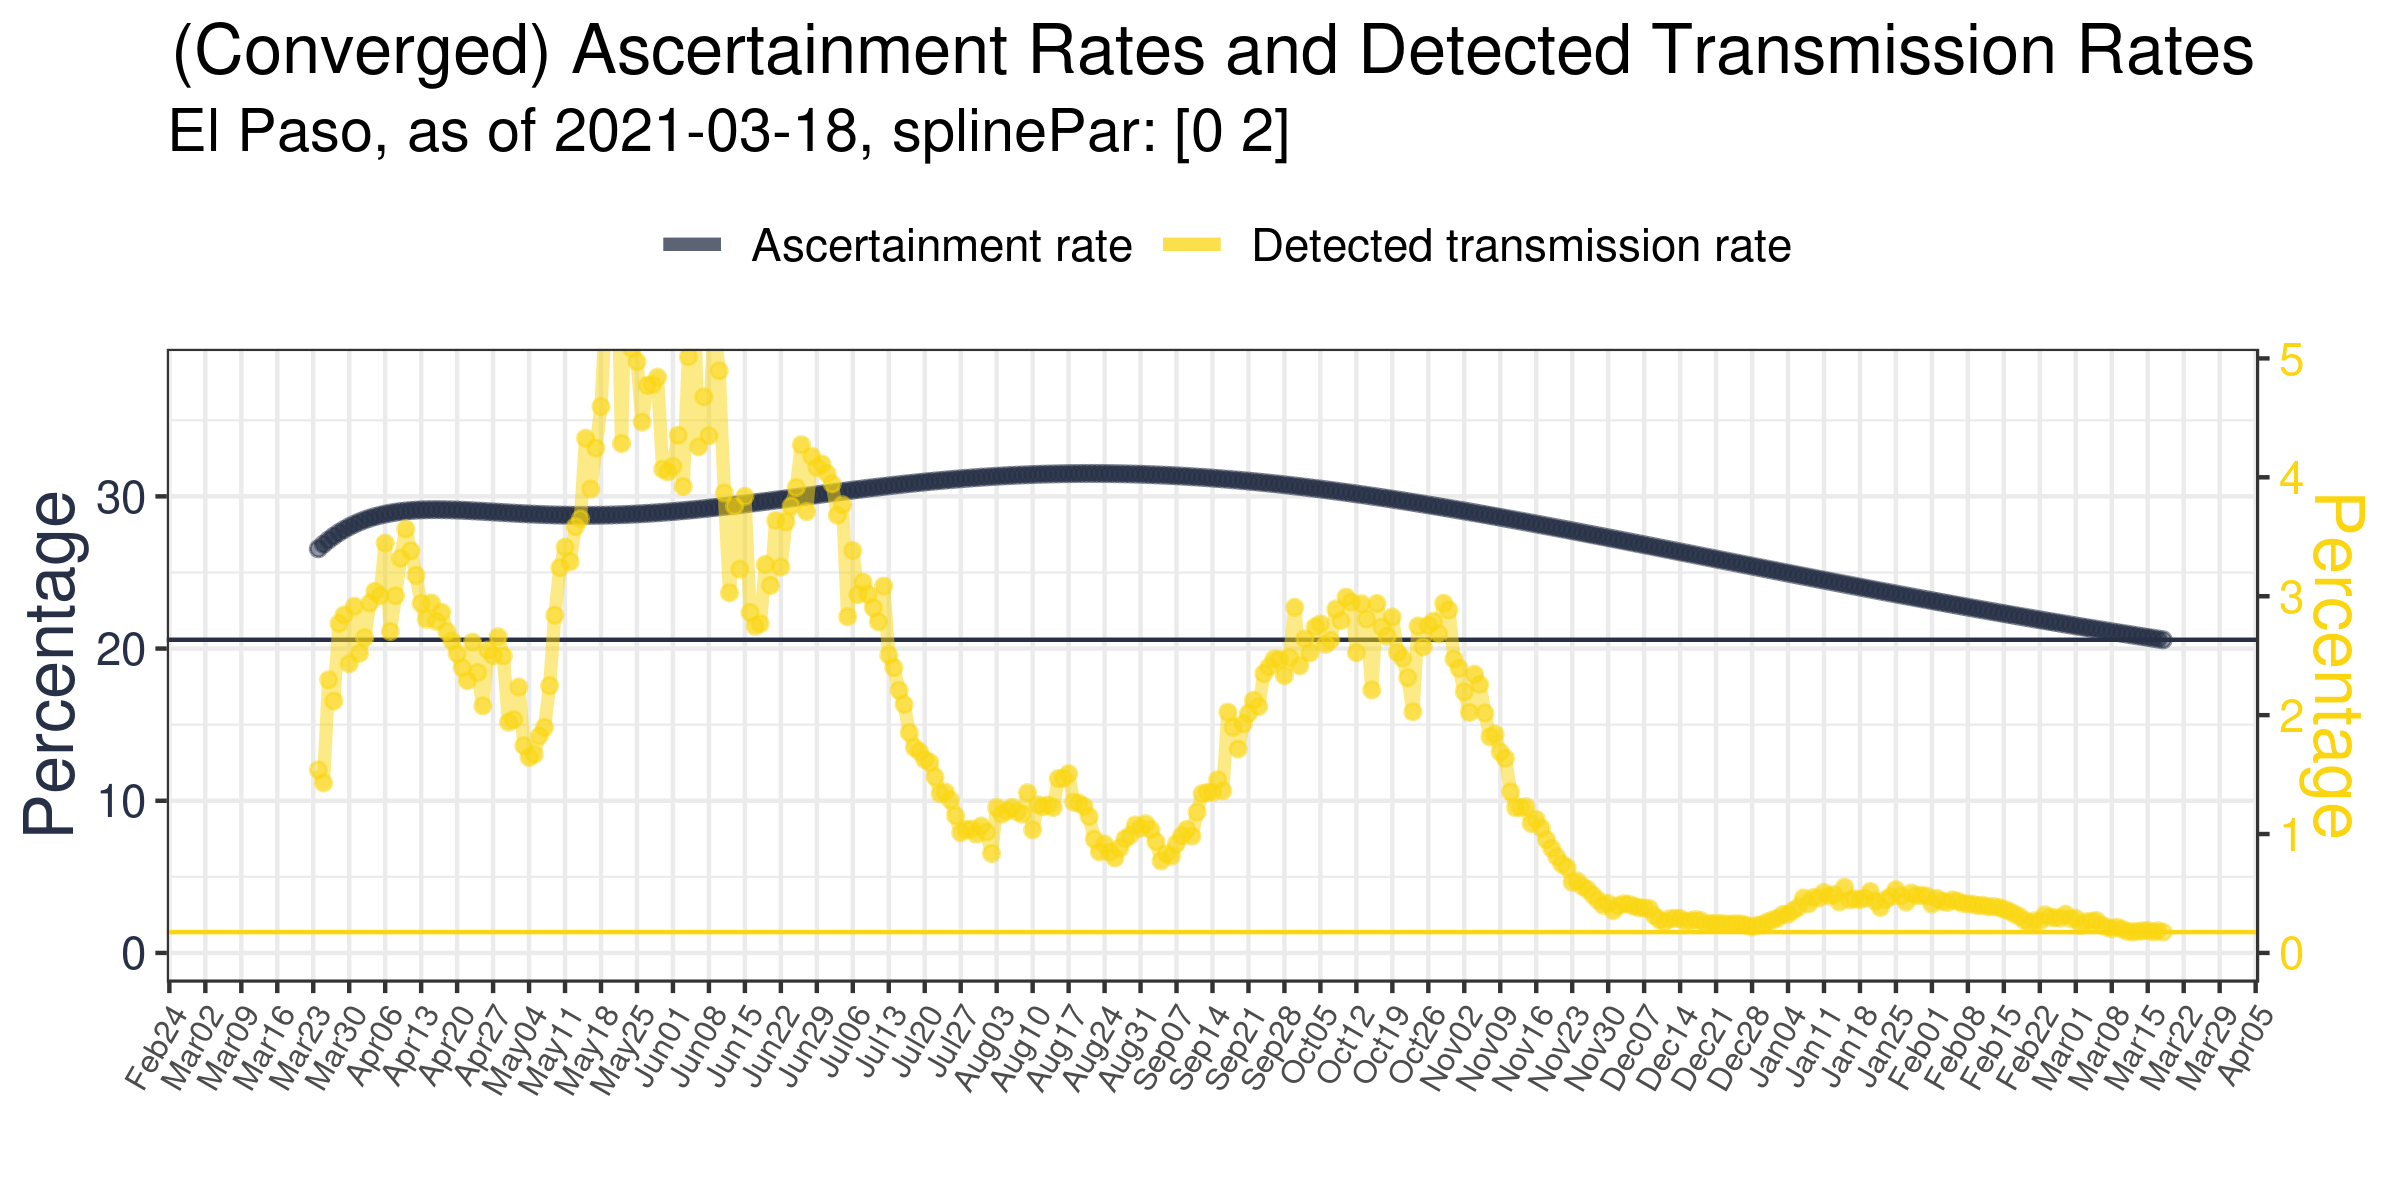 (Converged) Ascertainment Rates and Detected Transmission Rates
El Paso, as of 2021-03-18, splinePar: [0 2]
Ascertainment rate Detected transmission rate
Percentage
30
20
10
0
5
4
3
2
1
0
Percentage
Feb24 Mar02 Mar09 Mar16 Mar23 Mar30 Apr06 Apr13 Apr20 Apr27 May04 May11 May18 May25 Jun01 Jun08 Jun15 Jun22 Jun29 Jul06 Jul13 Jul20 Jul27 Aug03 Aug10 Aug17 Aug24 Aug31 Sep07 Sep14 Sep21 Sep28 Oct05 Oct12 Oct19 Oct26 Nov02 Nov09 Nov16 Nov23 Nov30 Dec07 Dec14 Dec21 Dec28 Jan04 Jan11 Jan18 Jan25 Feb01 Feb08 Feb15 Feb22 Mar01 Mar08 Mar15 Mar22 Mar29 Apr05